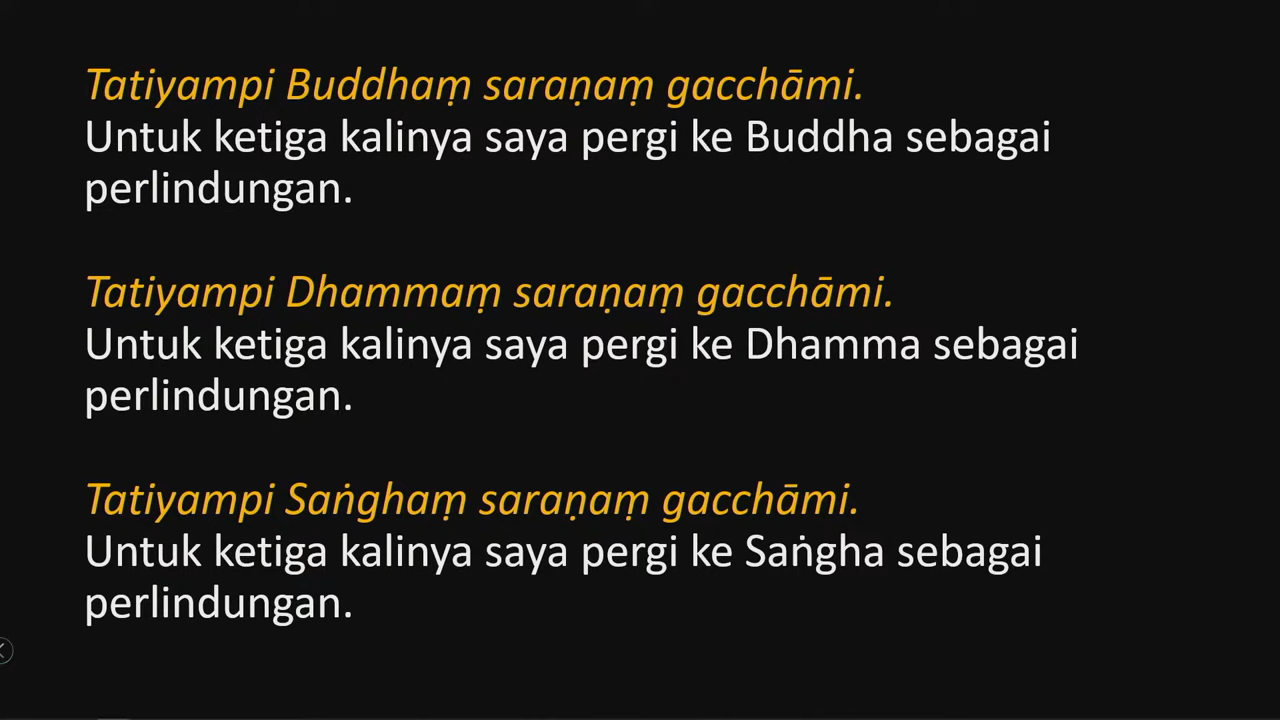 Tatiyampi Buddhaṃ saraṇaṃ gacchāmi.
Untuk ketiga kalinya saya pergi ke Buddha sebagai
perlindungan.
Tatiyampi Dhammaṃ saraṇaṃ gacchāmi.
Untuk ketiga kalinya saya pergi ke Dhamma sebagai
perlindungan.
Tatiyampi Saṅghaṃ saraṇaṃ gacchāmi.
Untuk ketiga kalinya saya pergi ke Saṅgha sebagai
perlindungan.